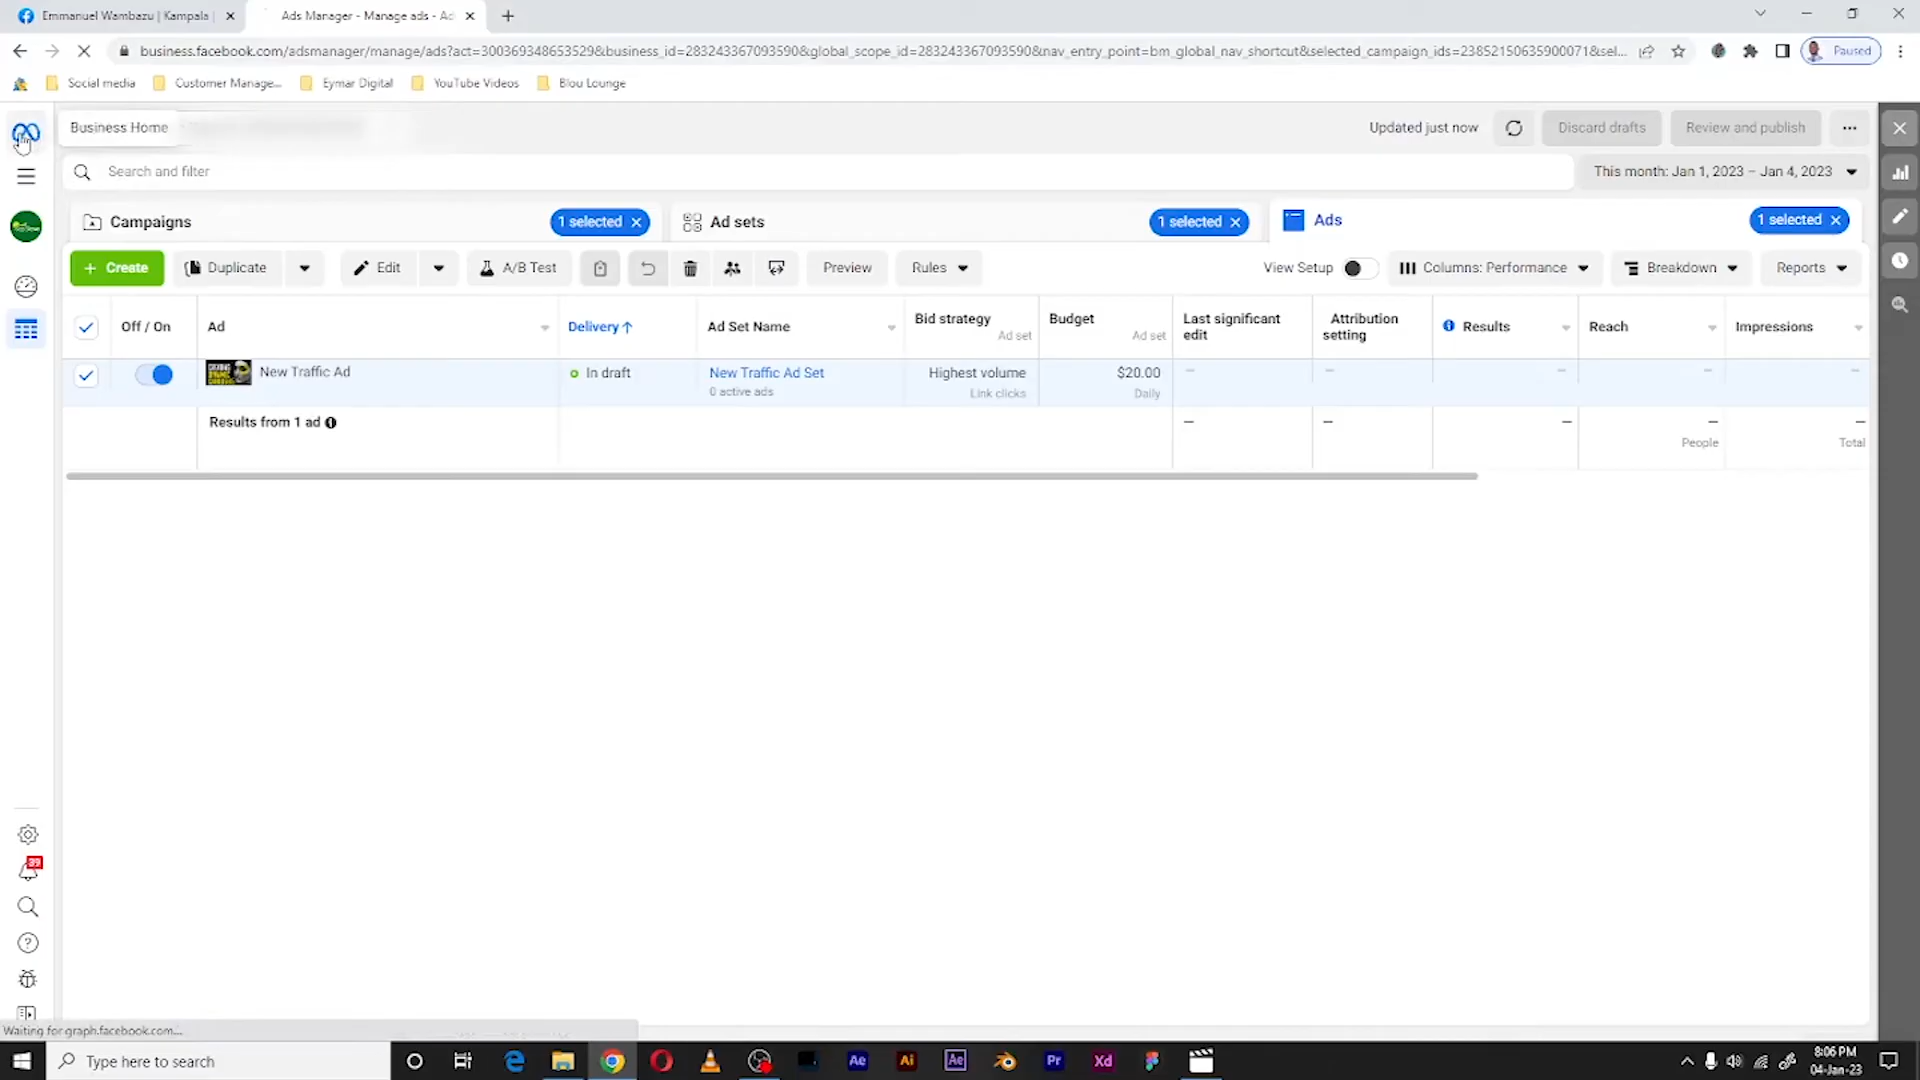 Emmanuel Wambazu | Kampala
Ads Manager - Manage ads - Ad
business.facebook.com/adsmanager/manage/ads?act=300369348653529&business_id=283243367093590&global_scope_id=283243367093590&nav_entry_point=bm_global_nav_shortcut&selected_campaign_ids=23852150635900071&sel...
Paused
Social media
Customer Manage...
Eymar Digital
YouTube Videos
Blou Lounge
Business Home
Updated just now
Discard drafts
Review and publish
Search and filter
This month: Jan 1, 2023 – Jan 4, 2023
Campaigns
1 selected
Ad sets
1 selected
Ads
1 selected
+ Create
Duplicate
Edit
A/B Test
Preview
Rules
View Setup
Columns: Performance
Breakdown
Reports
Off / On
Ad
Delivery ↑
Ad Set Name
Bid strategy
Ad set
Budget
Ad set
Last significant
edit
Attribution
setting
Results
Reach
Impressions
New Traffic Ad
In draft
New Traffic Ad Set
0 active ads
Highest volume
Link clicks
$20.00
Daily
—
—
—
—
—
Results from 1 ad
—
—
—
—
People
—
Total
39
Waiting for graph.facebook.com...
Type here to search
Ae
Ai
Ae
Pr
Xd
8:06 PM
04-Jan-23